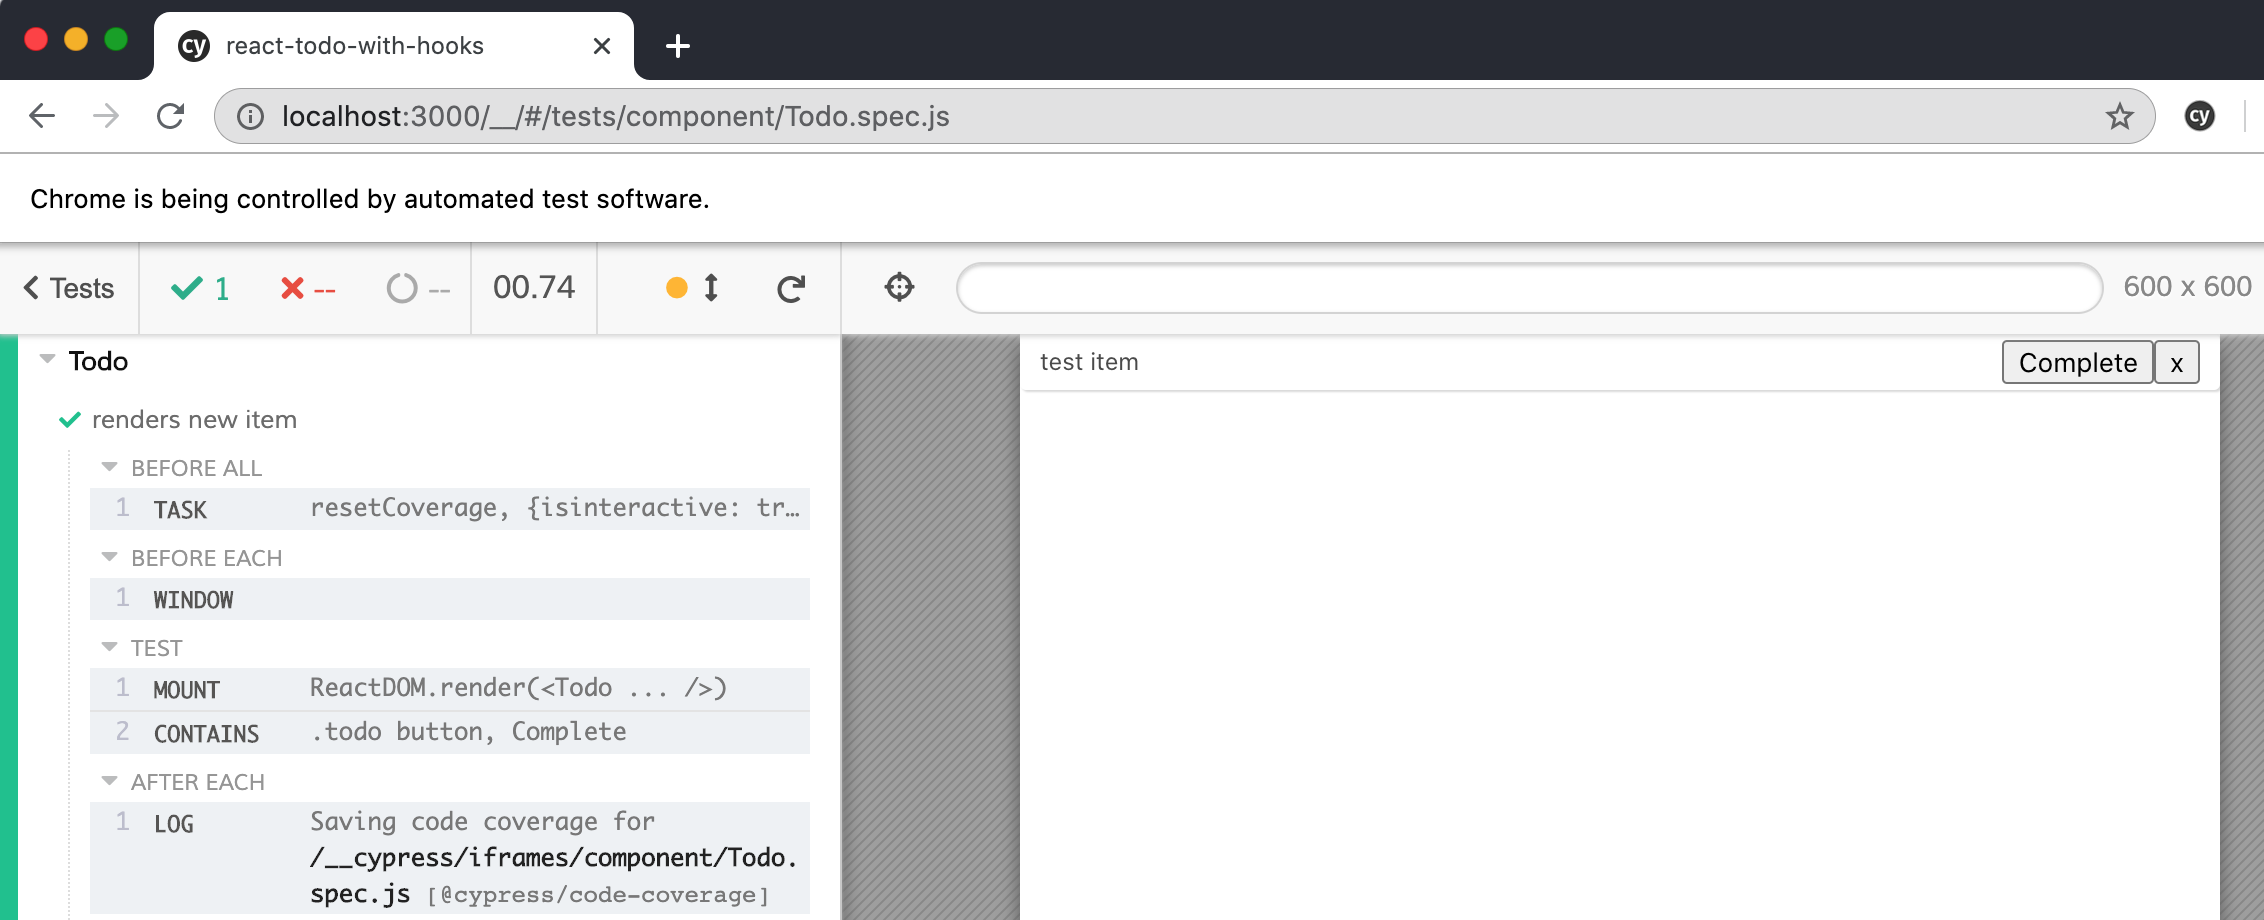 cy react-todo-with-hooks
localhost:3000/__/#/tests/component/Todo.spec.js cy
Chrome is being controlled by automated test software.
Tests 1 -- -- 00.74 600 x 600
Todo
test item Complete x
renders new item
BEFORE ALL
1 TASK resetCoverage, {isinteractive: tr…
BEFORE EACH
1 WINDOW
TEST
1 MOUNT ReactDOM.render(<Todo ... />)
2 CONTAINS .todo button, Complete
AFTER EACH
1 LOG Saving code coverage for
/__cypress/iframes/component/Todo.
spec.js [@cypress/code-coverage]